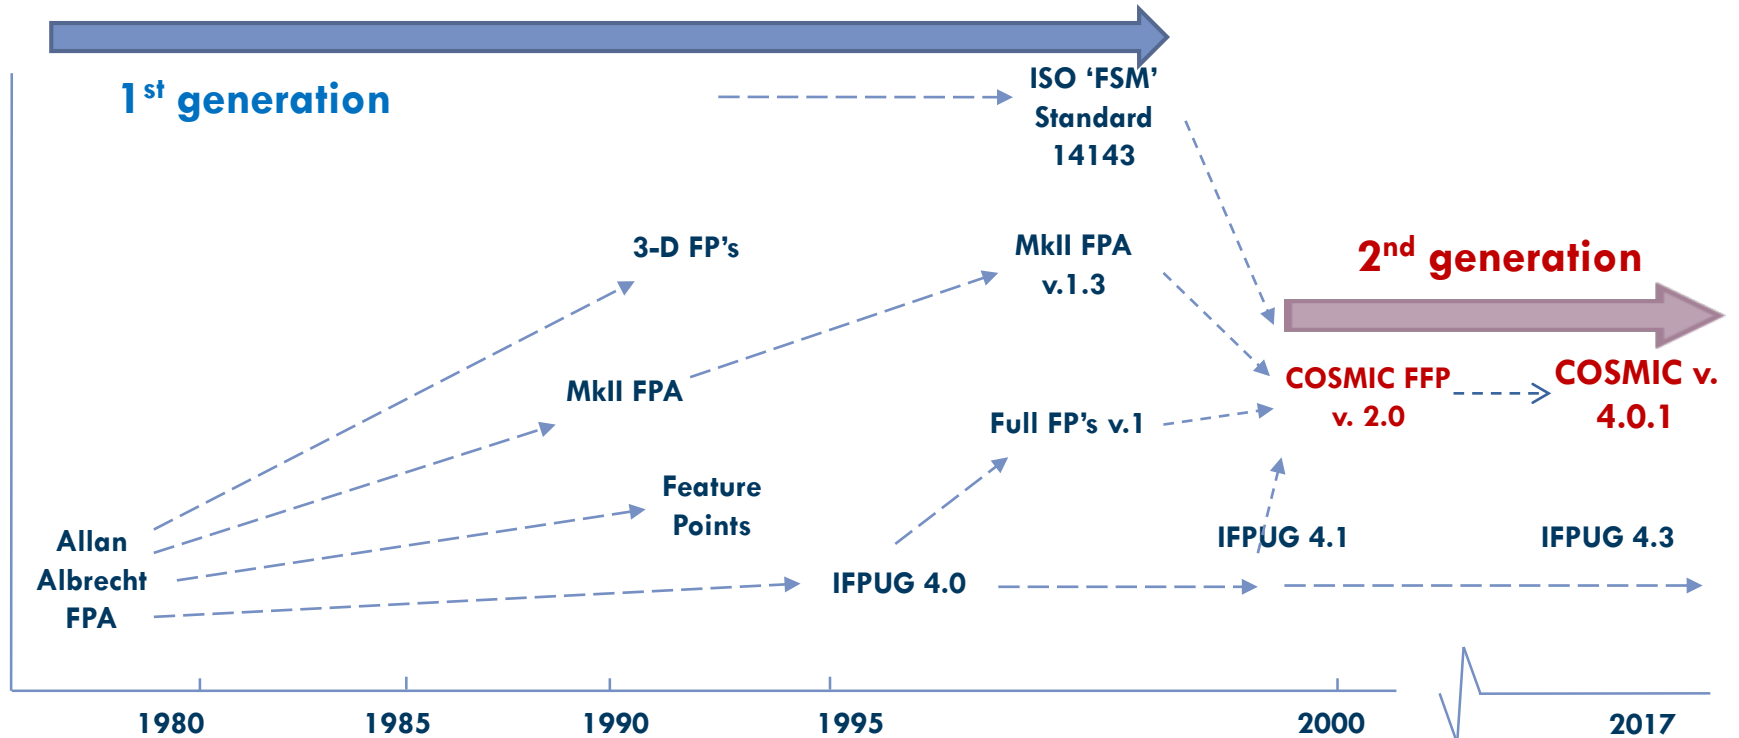 1st generation
ISO ‘FSM’
Standard
14143
3-D FP’s
MkII FPA
v.1.3
2nd generation
MkII FPA
COSMIC FFP
v. 2.0
COSMIC v.
4.0.1
Full FP’s v.1
Feature
Points
Allan
Albrecht
FPA
IFPUG 4.0
IFPUG 4.1
IFPUG 4.3
1980
1985
1990
1995
2000
2017